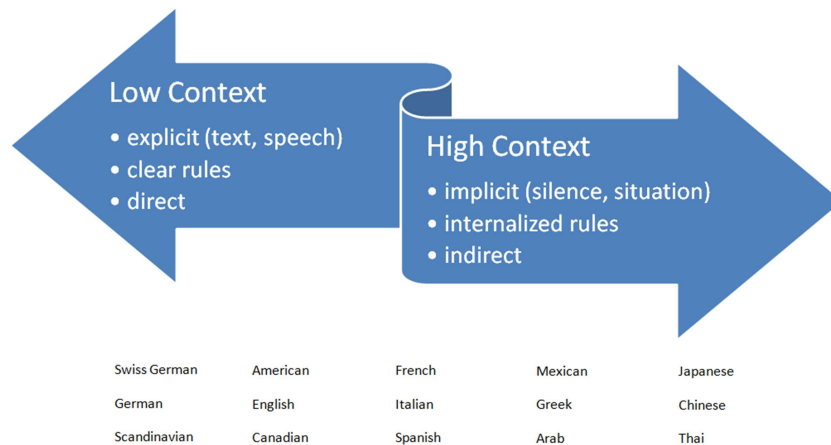 Low Context
• explicit (text, speech)
• clear rules
• direct
High Context
• implicit (silence, situation)
• internalized rules
• indirect
Swiss German American French Mexican Japanese
German English Italian Greek Chinese
Scandinavian Canadian Spanish Arab Thai